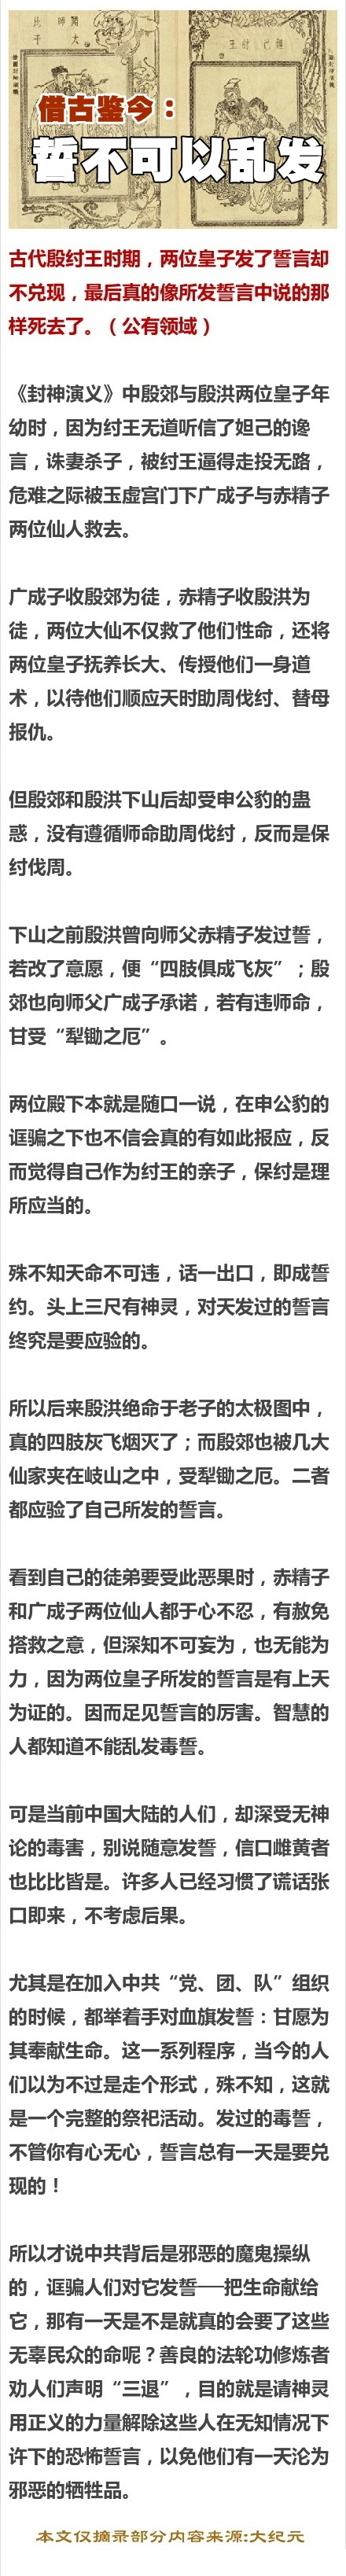 借古鉴今：
誓不可以乱发
古代殷纣王时期，两位皇子发了誓言却
不兑现，最后真的像所发誓言中说的那
样死去了。（公有领域）
《封神演义》中殷郊与殷洪两位皇子年
幼时，因为纣王无道听信了妲己的谗
言，诛妻杀子，被纣王逼得走投无路，
危难之际被玉虚宫门下广成子与赤精子
两位仙人救去。
广成子收殷郊为徒，赤精子收殷洪为
徒，两位大仙不仅救了他们性命，还将
两位皇子抚养长大、传授他们一身道
术，以待他们顺应天时助周伐纣、替母
报仇。
但殷郊和殷洪下山后却受申公豹的蛊
惑，没有遵循师命助周伐纣，反而是保
纣伐周。
下山之前殷洪曾向师父赤精子发过誓，
若改了意愿，便“四肢俱成飞灰”；殷
郊也向师父广成子承诺，若有违师命，
甘受“犁锄之厄”。
两位殿下本就是随口一说，在申公豹的
诓骗之下也不信会真的有如此报应，反
而觉得自己作为纣王的亲子，保纣是理
所应当的。
殊不知天命不可违，话一出口，即成誓
约。头上三尺有神灵，对天发过的誓言
终究是要应验的。
所以后来殷洪绝命于老子的太极图中，
真的四肢灰飞烟灭了；而殷郊也被几大
仙家夹在岐山之中，受犁锄之厄。二者
都应验了自己所发的誓言。
看到自己的徒弟要受此恶果时，赤精子
和广成子两位仙人都于心不忍，有赦免
搭救之意，但深知不可妄为，也无能为
力，因为两位皇子所发的誓言是有上天
为证的。因而足见誓言的厉害。智慧的
人都知道不能乱发毒誓。
可是当前中国大陆的人们，却深受无神
论的毒害，别说随意发誓，信口雌黄者
也比比皆是。许多人已经习惯了谎话张
口即来，不考虑后果。
尤其是在加入中共“党、团、队”组织
的时候，都举着手对血旗发誓：甘愿为
其奉献生命。这一系列程序，当今的人
们以为不过是走个形式，殊不知，这就
是一个完整的祭祀活动。发过的毒誓，
不管你有心无心，誓言总有一天是要兑
现的！
所以才说中共背后是邪恶的魔鬼操纵
的，诓骗人们对它发誓──把生命献给
它，那有一天是不是就真的会要了这些
无辜民众的命呢？善良的法轮功修炼者
劝人们声明“三退”，目的就是请神灵
用正义的力量解除这些人在无知情况下
许下的恐怖誓言，以免他们有一天沦为
邪恶的牺牲品。
本文仅摘录部分内容来源:大纪元